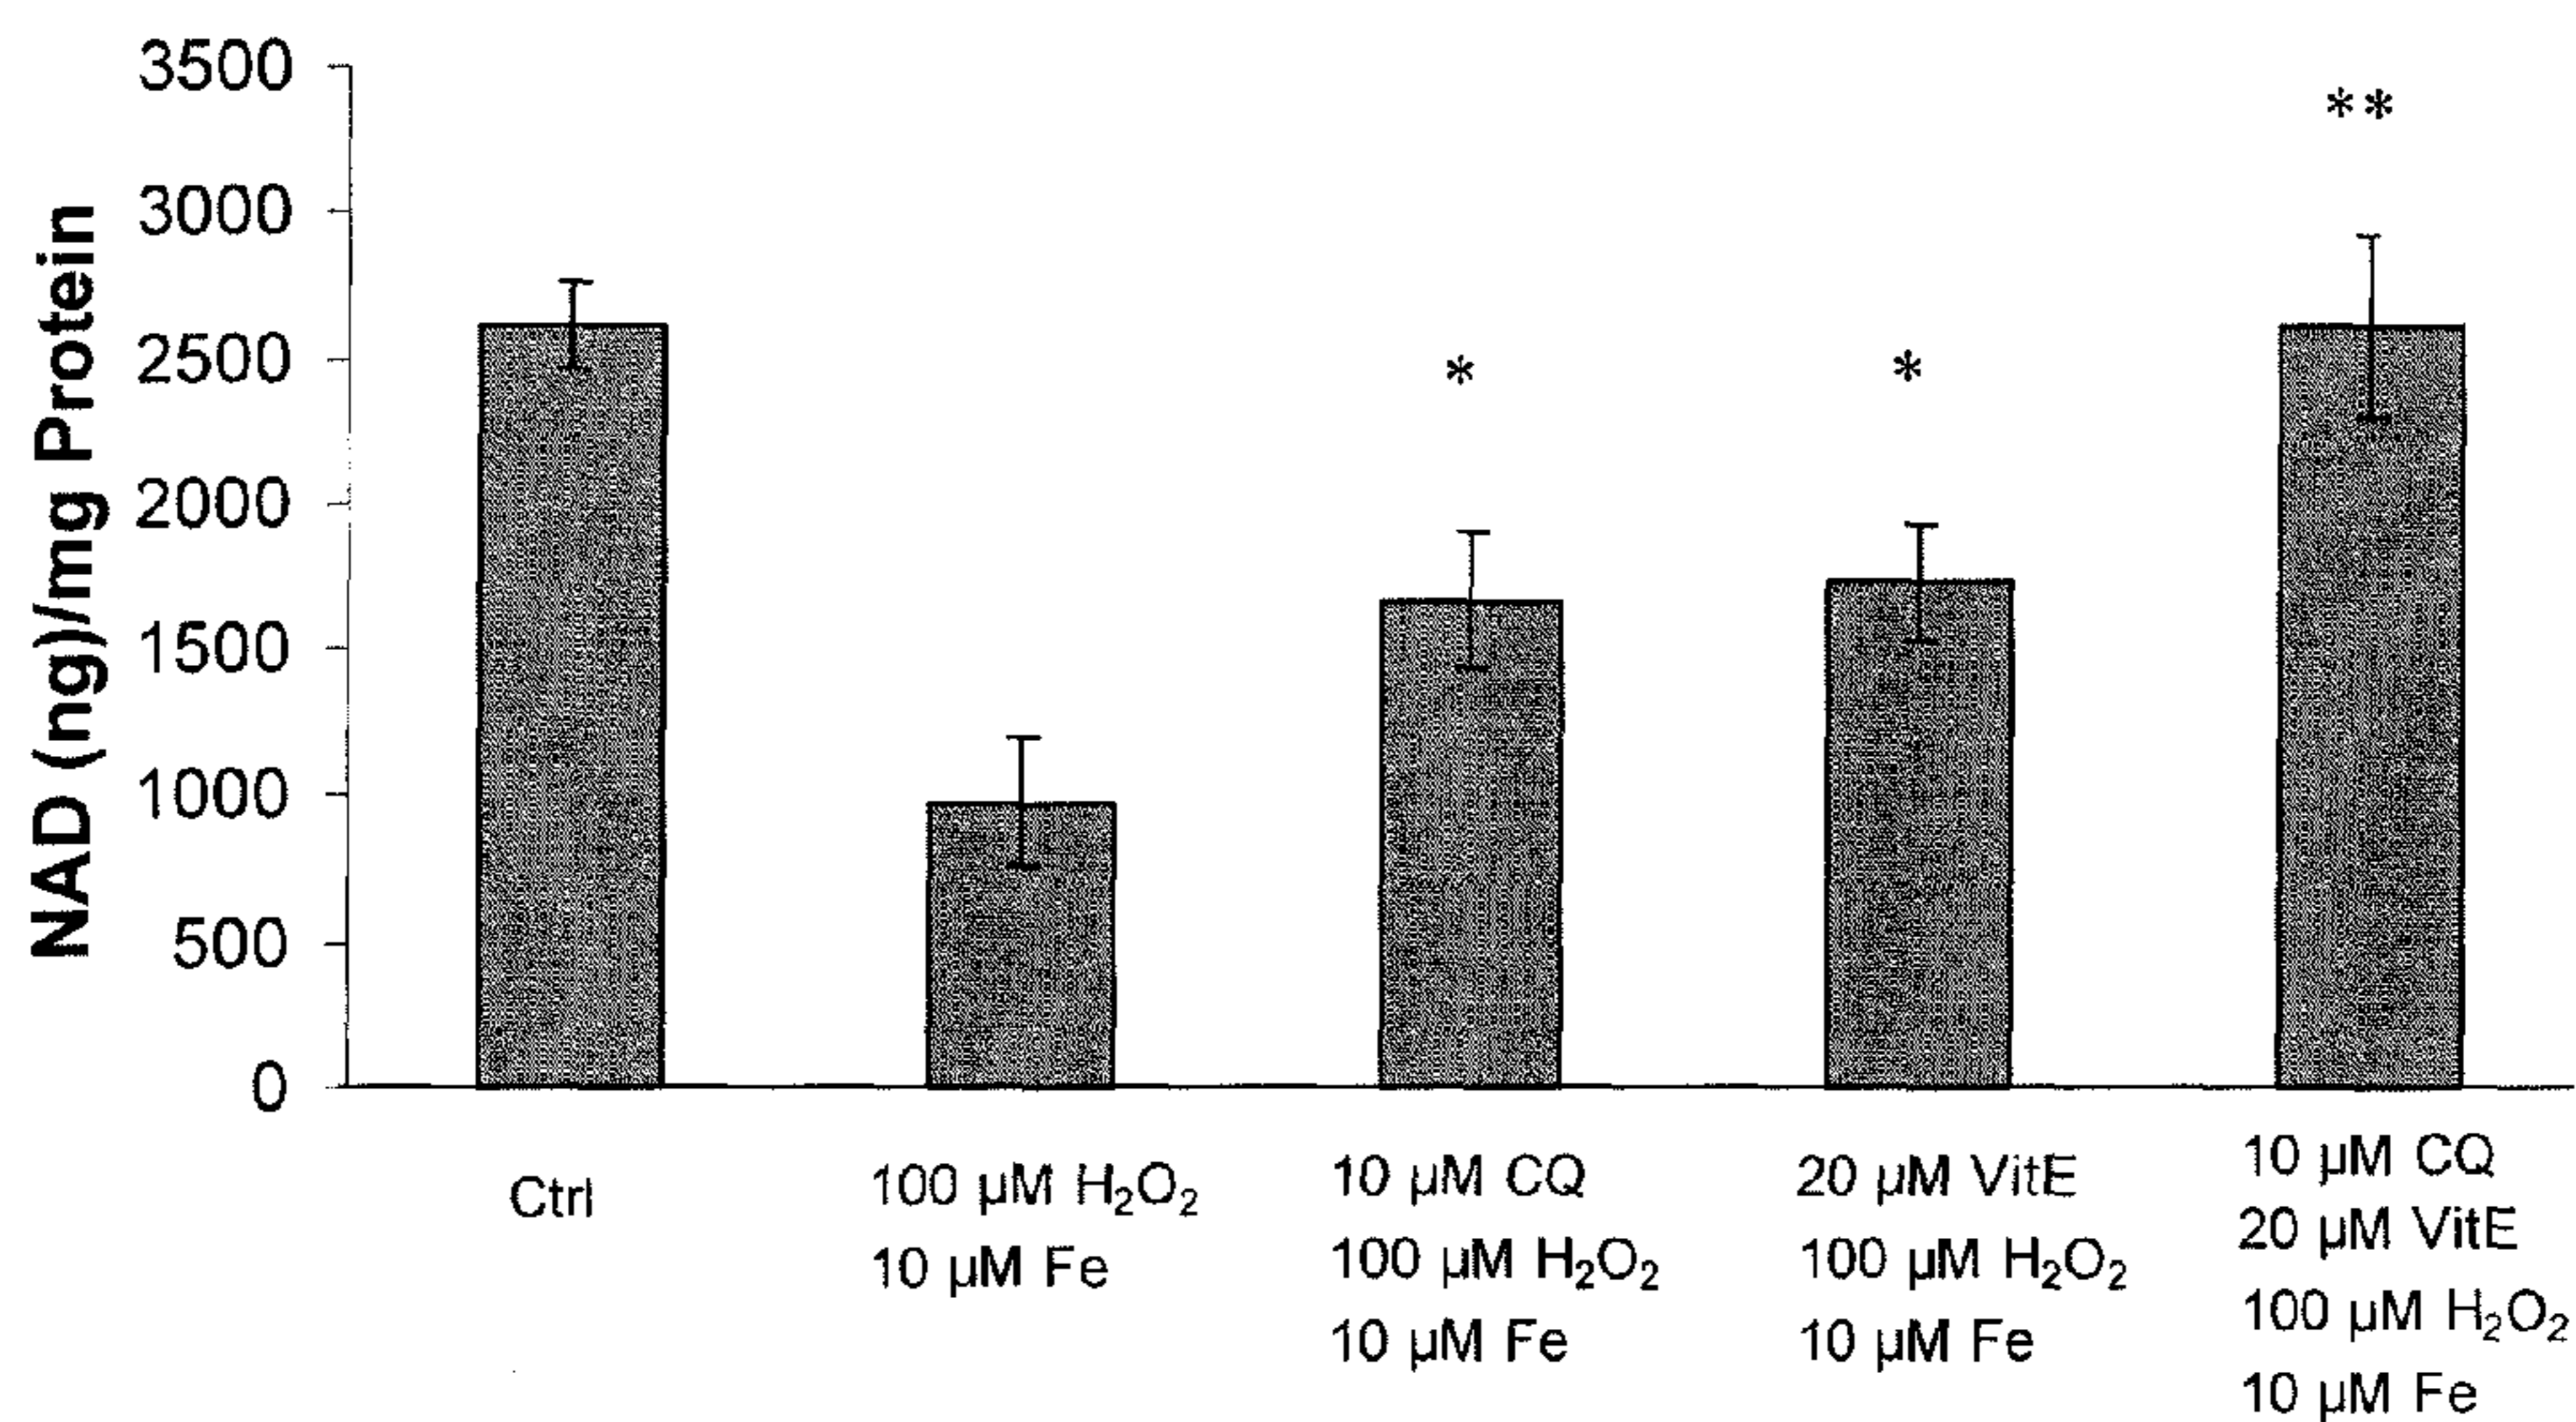 NAD (ng)/mg Protein
3500
3000
2500
2000
1500
1000
500
0
*
*
**
Ctrl
100 µM H₂O₂
10 µM Fe
10 µM CQ
100 µM H₂O₂
10 µM Fe
20 µM VitE
100 µM H₂O₂
10 µM Fe
10 µM CQ
20 µM VitE
100 µM H₂O₂
10 µM Fe